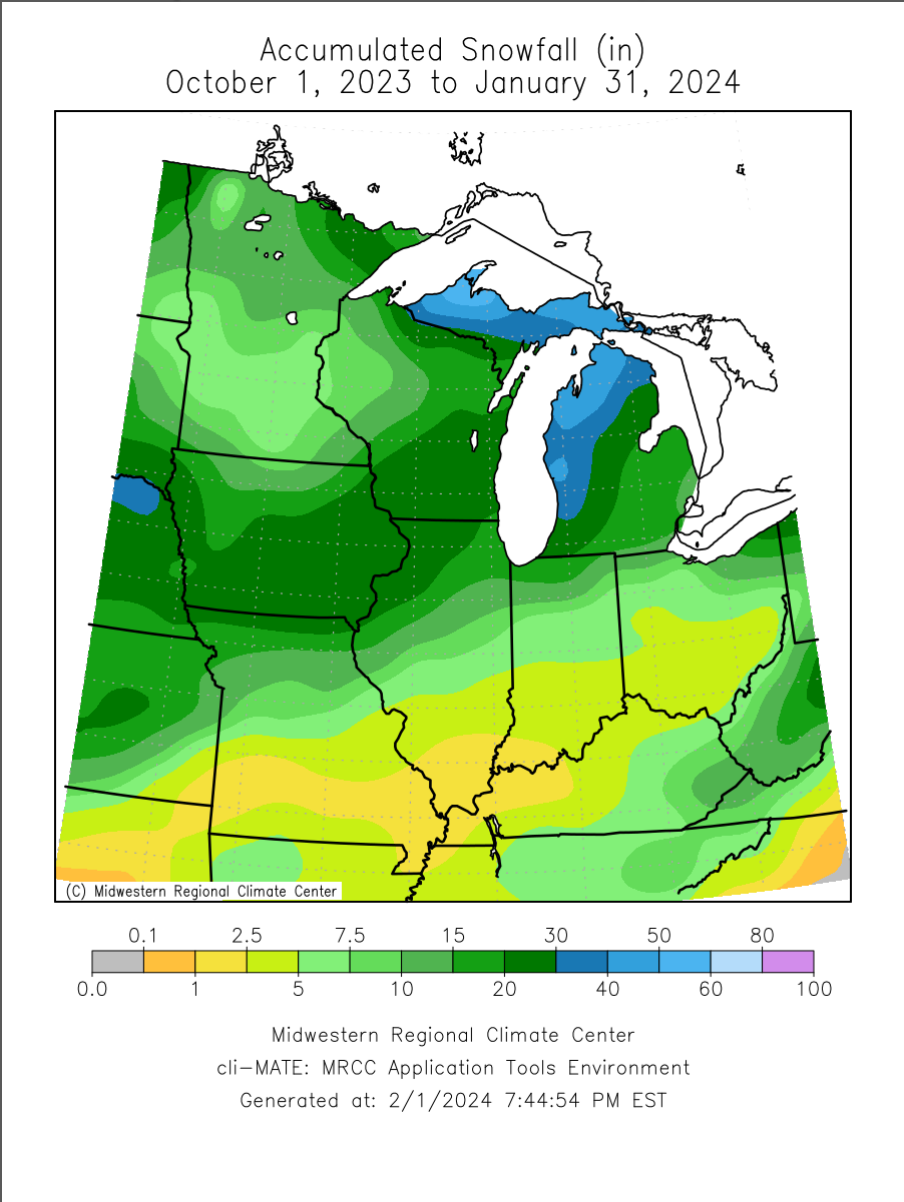 Accumulated Snowfall (in)
October 1, 2023 to January 31, 2024
(C) Midwestern Regional Climate Center
0.1 2.5 7.5 15 30 50 80
0.0 1 5 10 20 40 60 100
Midwestern Regional Climate Center
cli-MATE: MRCC Application Tools Environment
Generated at: 2/1/2024 7:44:54 PM EST